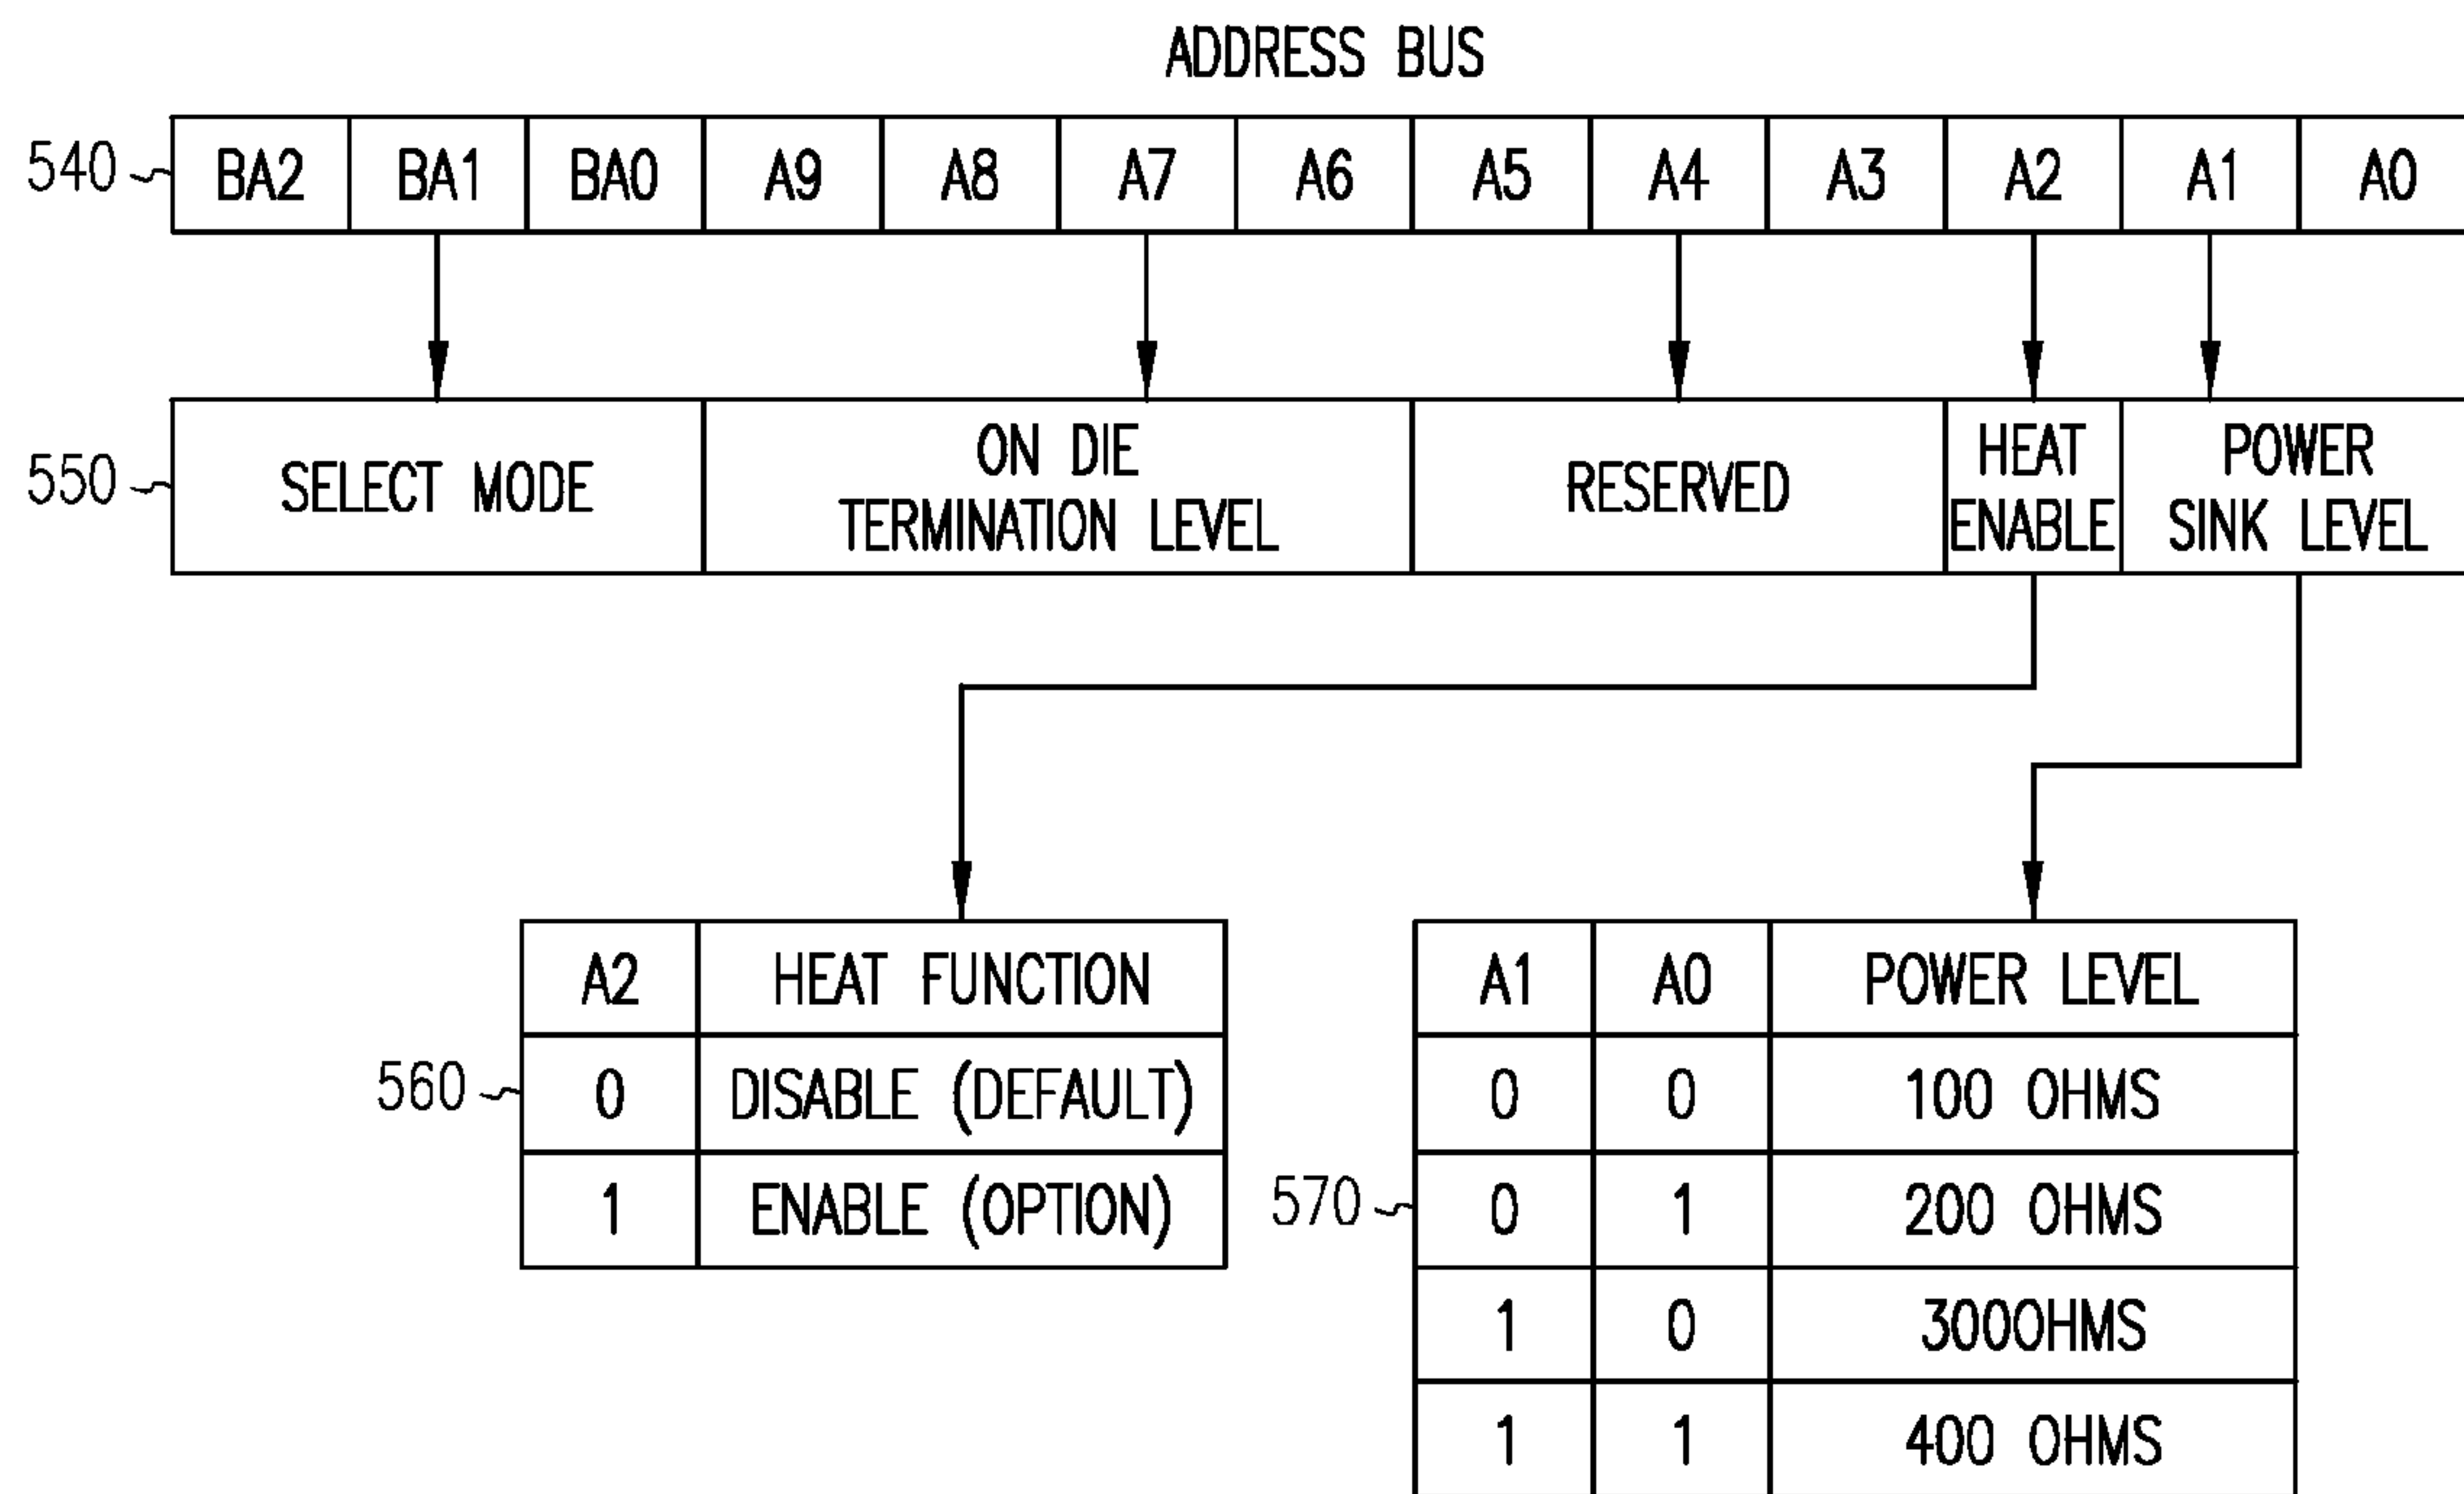 ADDRESS BUS
540 BA2 BA1 BA0 A9 A8 A7 A6 A5 A4 A3 A2 A1 A0
550 SELECT MODE ON DIE TERMINATION LEVEL RESERVED HEAT ENABLE POWER SINK LEVEL
A2 HEAT FUNCTION
560 0 DISABLE (DEFAULT)
1 ENABLE (OPTION)
A1 A0 POWER LEVEL
0 0 100 OHMS
570 0 1 200 OHMS
1 0 300OHMS
1 1 400 OHMS